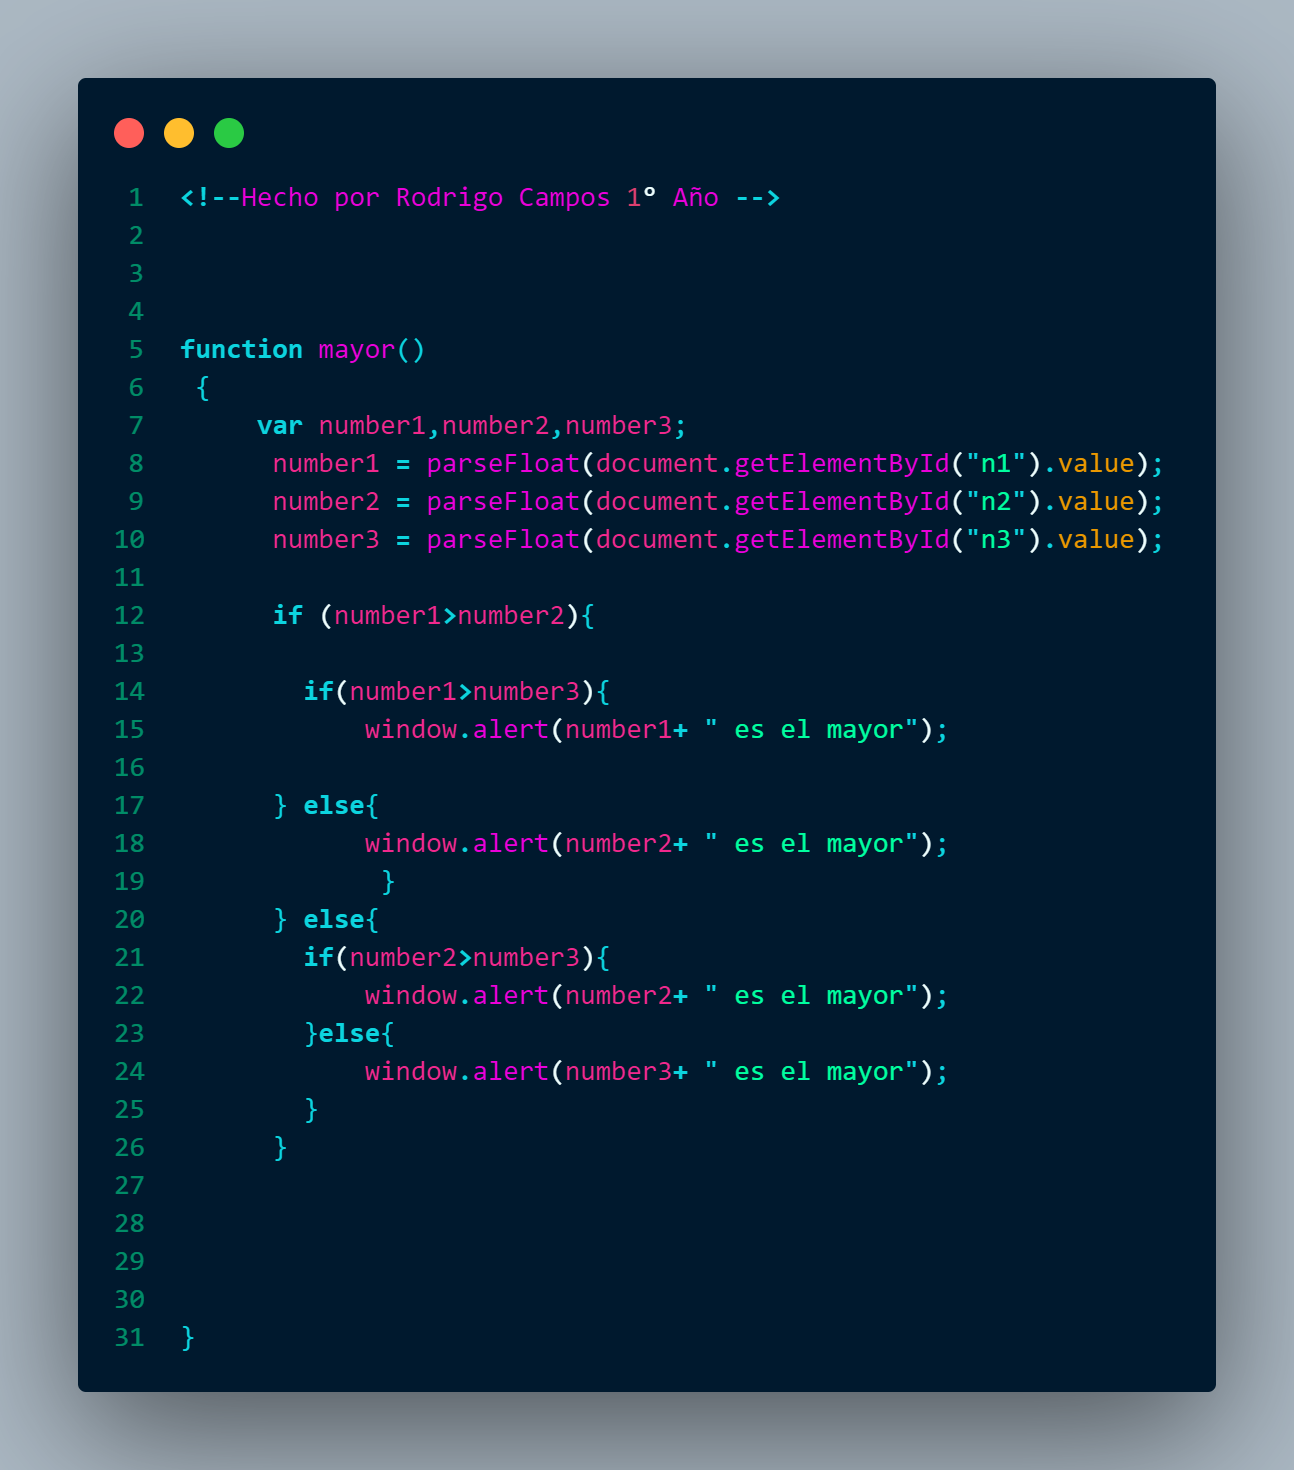 1 <!--Hecho por Rodrigo Campos 1º Año -->
2
3
4
5 function mayor()
6  {
7      var number1,number2,number3;
8       number1 = parseFloat(document.getElementById("n1").value);
9       number2 = parseFloat(document.getElementById("n2").value);
10       number3 = parseFloat(document.getElementById("n3").value);
11
12       if (number1>number2){
13
14         if(number1>number3){
15             window.alert(number1+ " es el mayor");
16
17       } else{
18             window.alert(number2+ " es el mayor");
19              }
20       } else{
21         if(number2>number3){
22             window.alert(number2+ " es el mayor");
23         }else{
24             window.alert(number3+ " es el mayor");
25         }
26       }
27
28
29
30
31 }